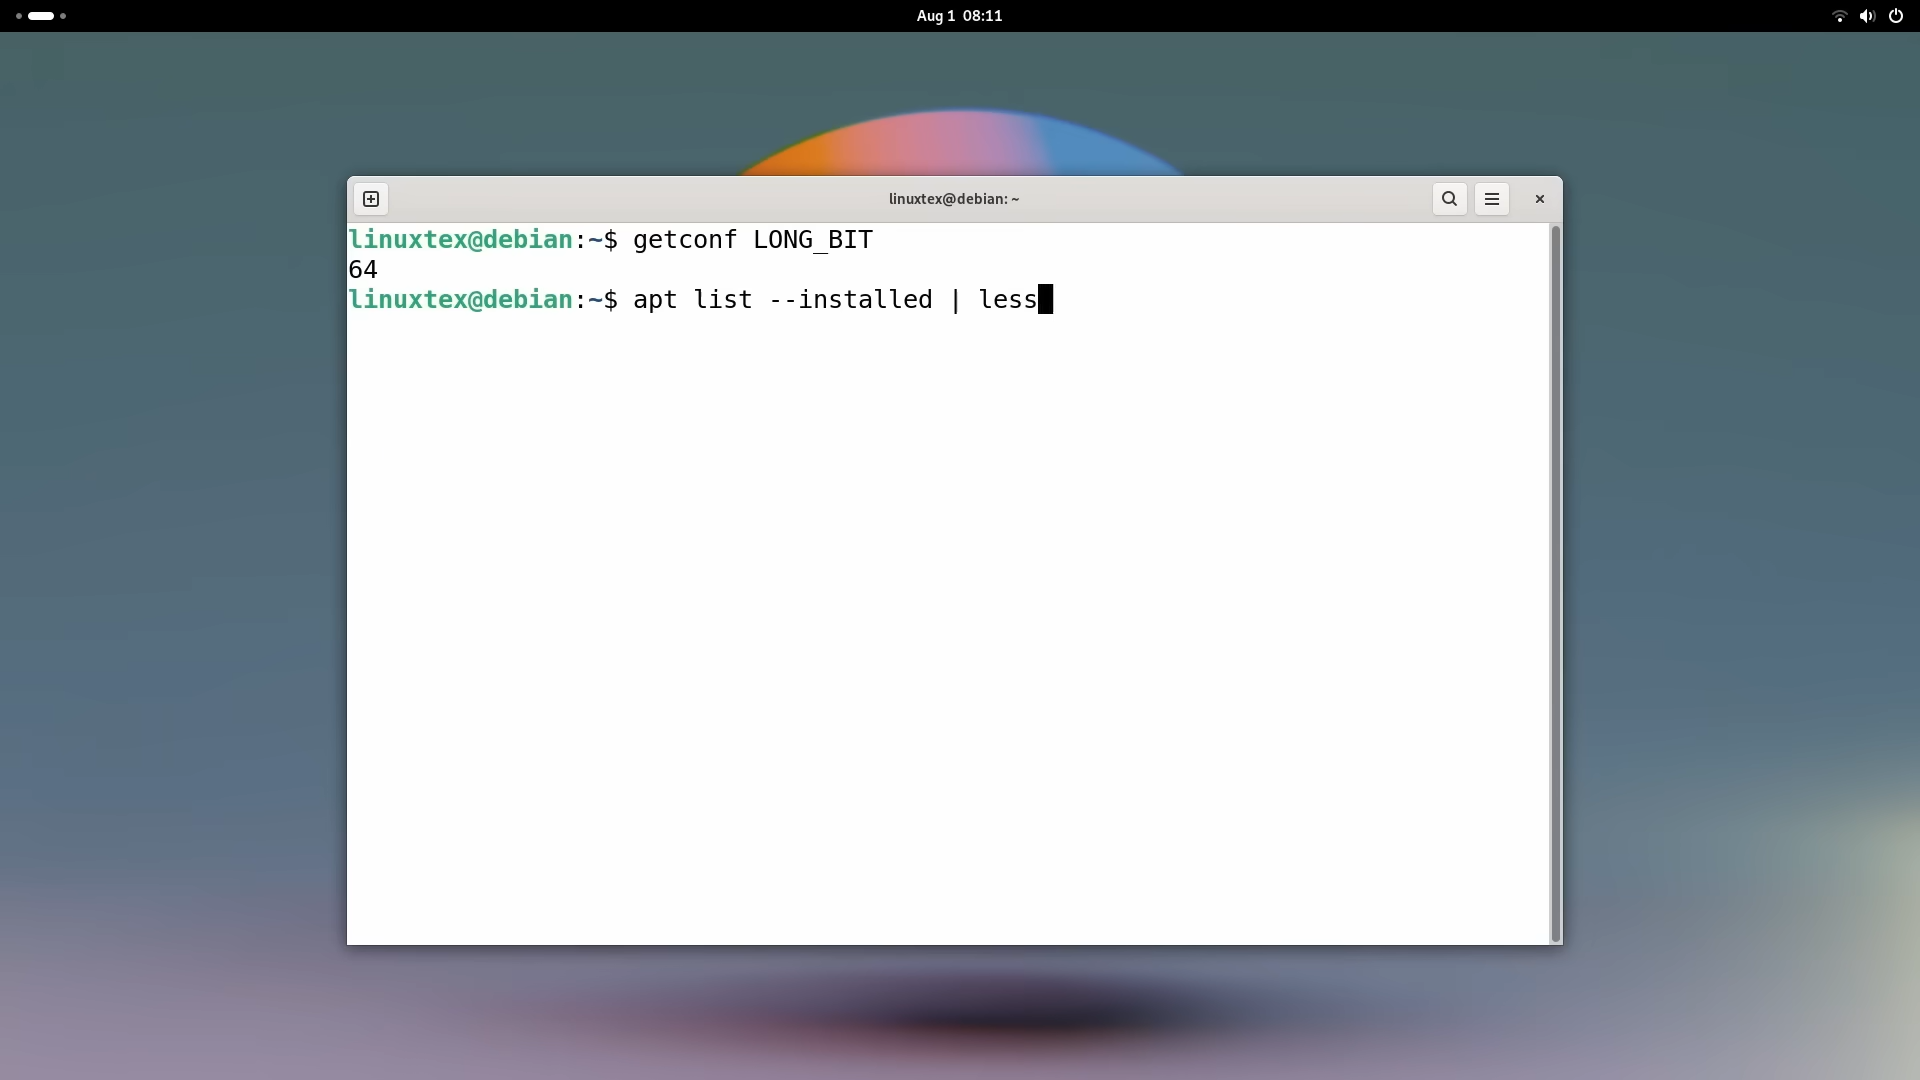 Aug 1 08:11
linuxtex@debian: ~
linuxtex@debian:~$ getconf LONG_BIT
64
linuxtex@debian:~$ apt list --installed | less